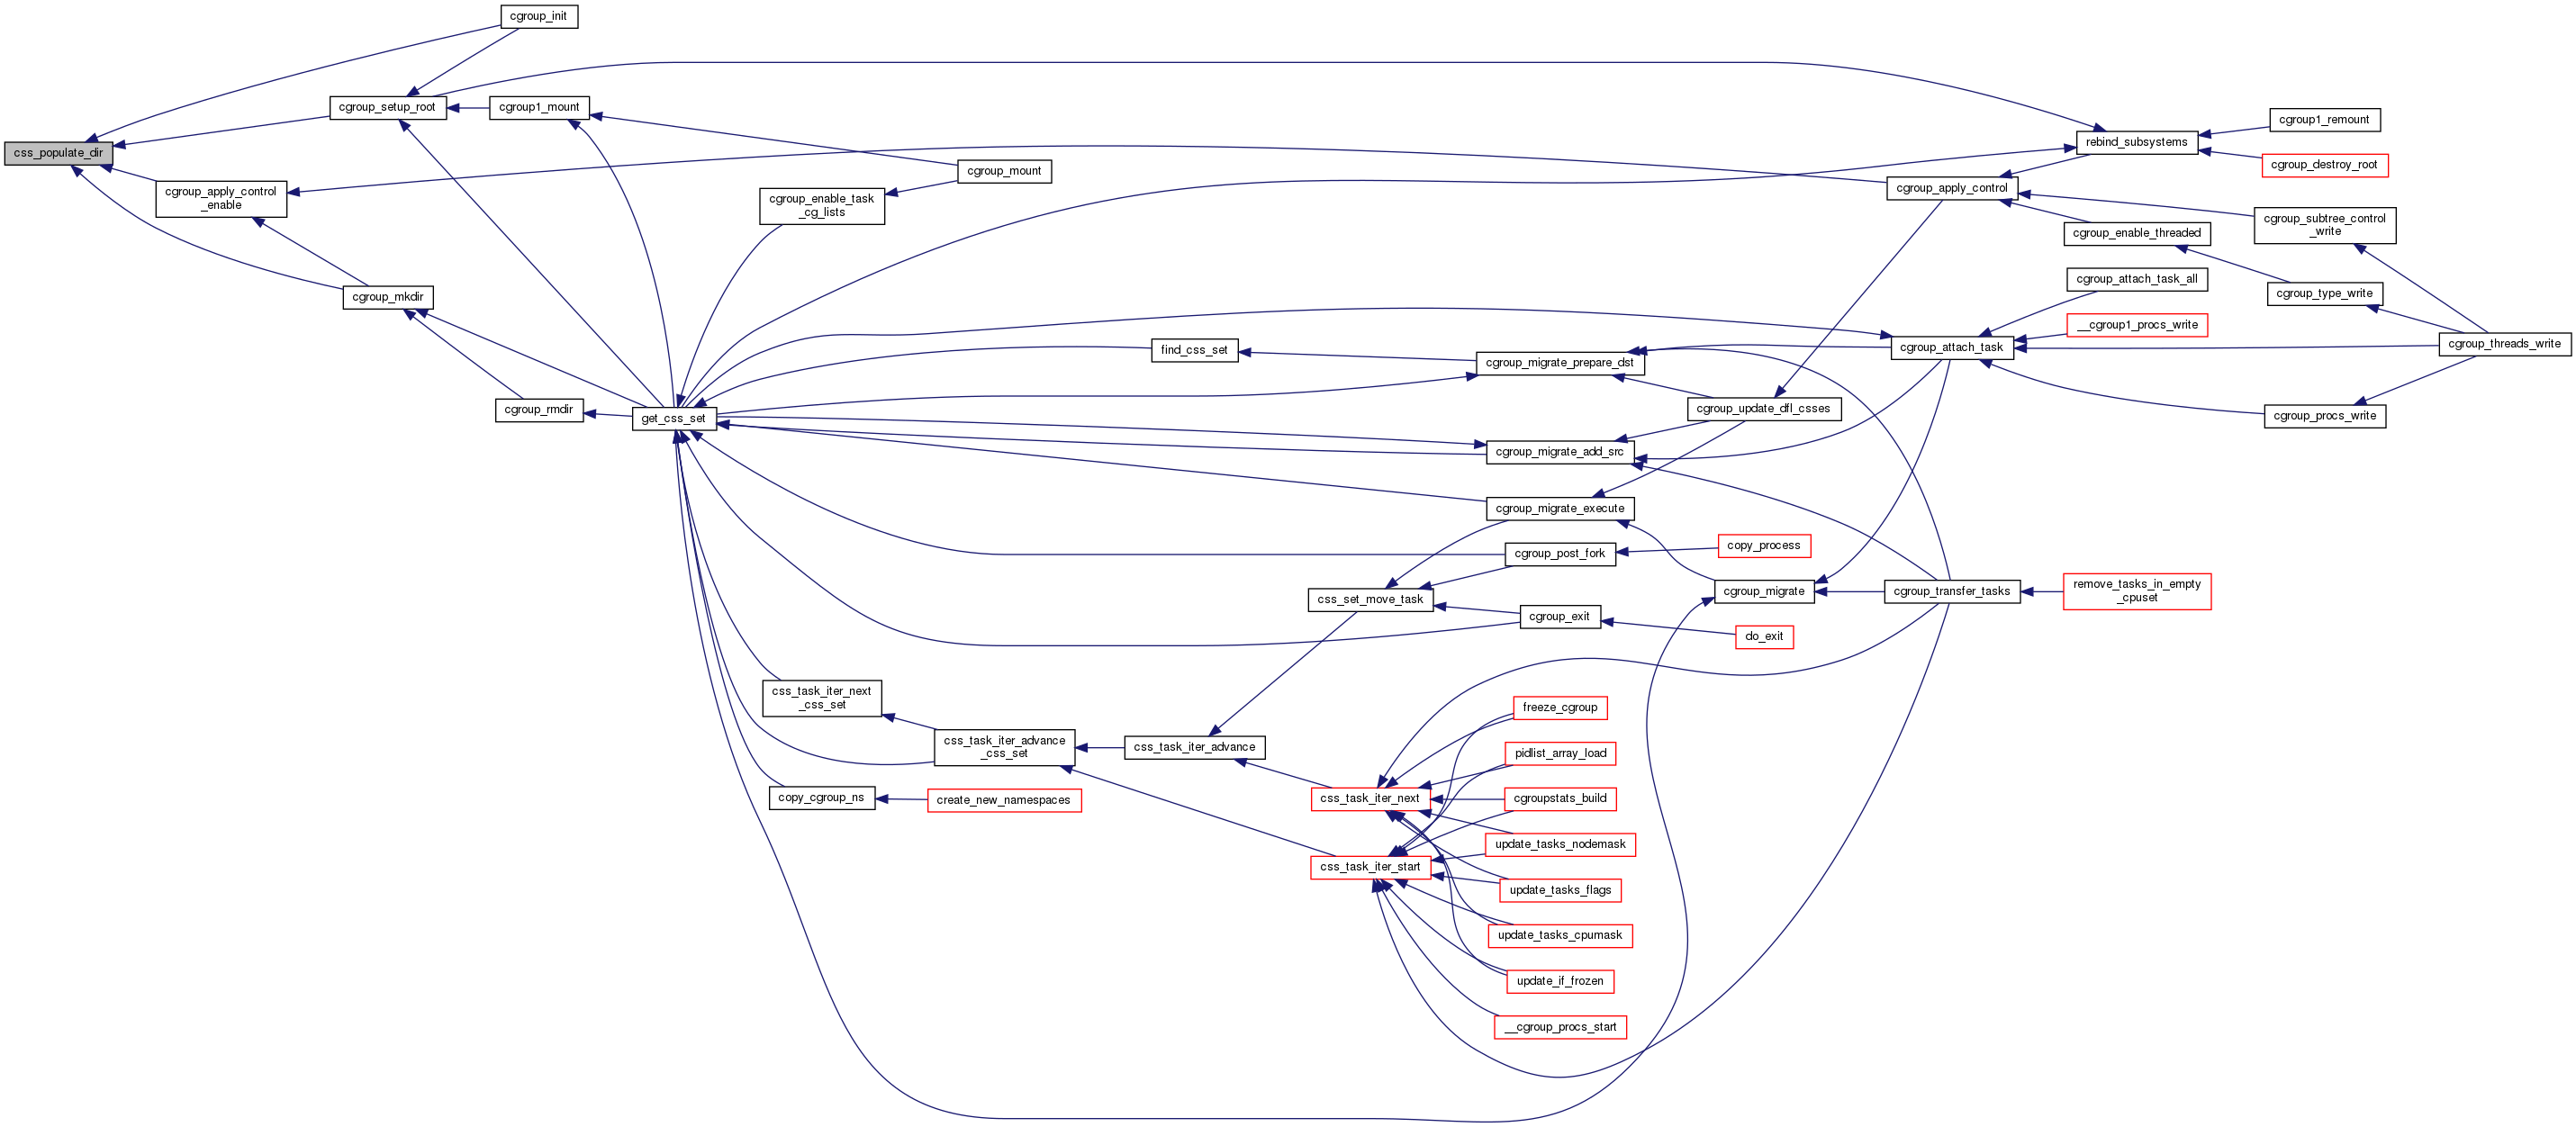 cgroup_init
cgroup_setup_root
cgroup1_mount
css_populate_dir
cgroup_apply_control
_enable
cgroup_mkdir
cgroup_rmdir
get_css_set
cgroup_mount
cgroup_enable_task
_cg_lists
find_css_set
cgroup_migrate_prepare_dst
cgroup_update_dfl_csses
cgroup_migrate_add_src
cgroup_migrate_execute
cgroup_post_fork
copy_process
css_set_move_task
cgroup_exit
do_exit
cgroup_migrate
cgroup_transfer_tasks
remove_tasks_in_empty
_cpuset
rebind_subsystems
cgroup1_remount
cgroup_destroy_root
cgroup_apply_control
cgroup_subtree_control
_write
cgroup_enable_threaded
cgroup_attach_task_all
cgroup_type_write
__cgroup1_procs_write
cgroup_attach_task
cgroup_threads_write
cgroup_procs_write
css_task_iter_next
_css_set
css_task_iter_advance
_css_set
css_task_iter_advance
copy_cgroup_ns
create_new_namespaces
css_task_iter_next
css_task_iter_start
freeze_cgroup
pidlist_array_load
cgroupstats_build
update_tasks_nodemask
update_tasks_flags
update_tasks_cpumask
update_if_frozen
__cgroup_procs_start